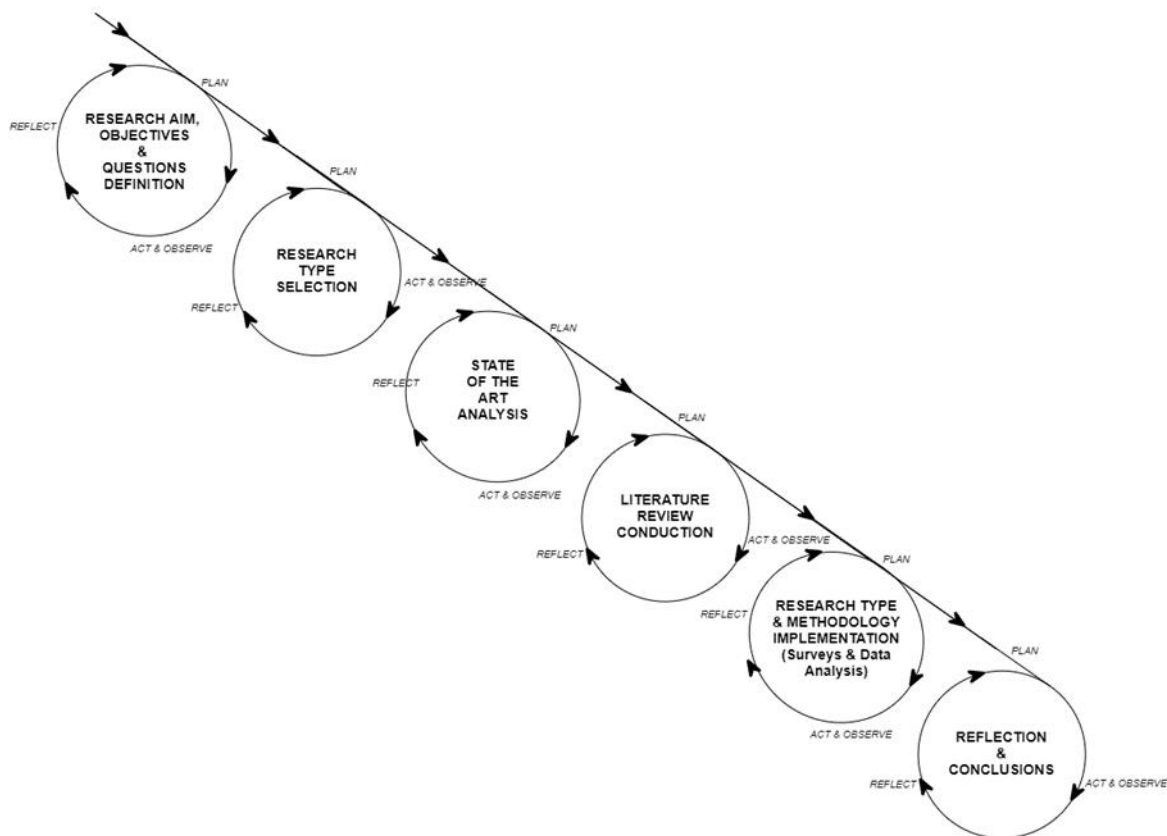 PLAN
REFLECT
RESEARCH AIM,
OBJECTIVES
&
QUESTIONS
DEFINITION
ACT & OBSERVE
PLAN
RESEARCH
TYPE
SELECTION
ACT & OBSERVE
REFLECT
PLAN
STATE
OF THE
ART
ANALYSIS
REFLECT
ACT & OBSERVE
PLAN
LITERATURE
REVIEW
CONDUCTION
ACT & OBSERVE
REFLECT
PLAN
REFLECT
RESEARCH TYPE
& METHODOLOGY
IMPLEMENTATION
(Surveys & Data
Analysis)
ACT & OBSERVE
PLAN
REFLECTION
&
CONCLUSIONS
REFLECT
ACT & OBSERVE